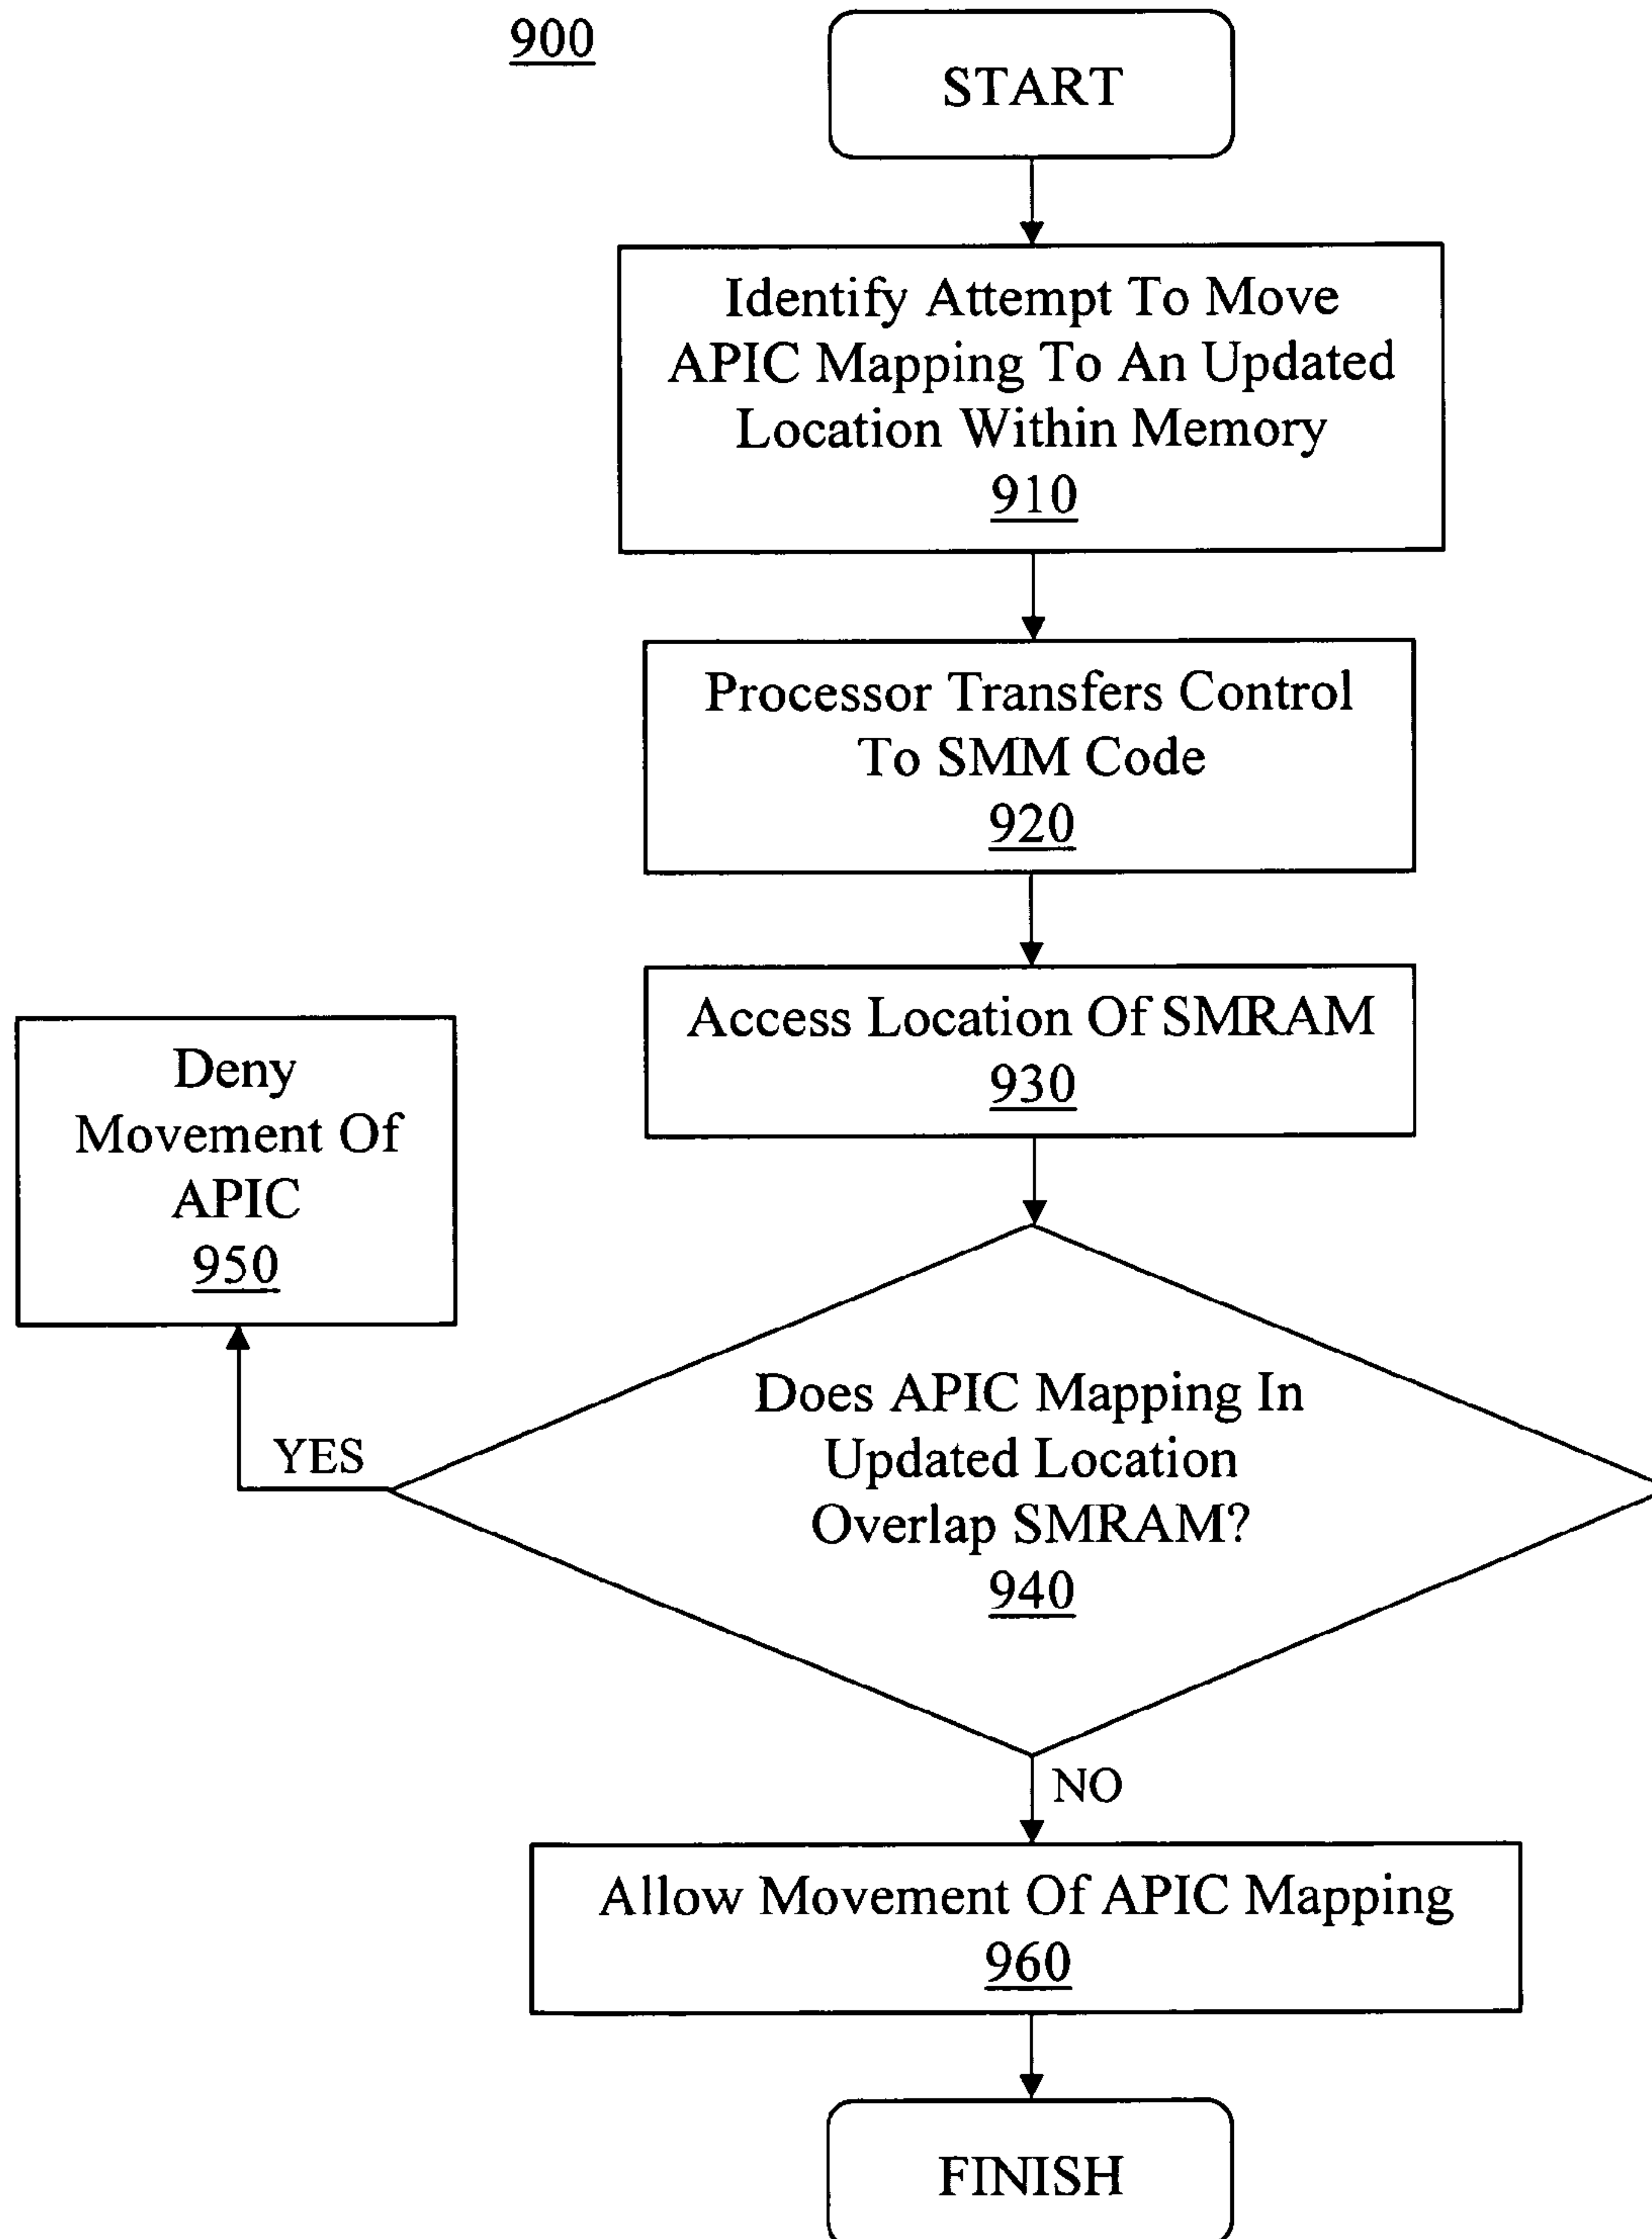 900
START
Identify Attempt To Move
APIC Mapping To An Updated
Location Within Memory
910
Processor Transfers Control
To SMM Code
920
Access Location Of SMRAM
930
Deny
Movement Of
APIC
950
Does APIC Mapping In
Updated Location
Overlap SMRAM?
940
YES
NO
Allow Movement Of APIC Mapping
960
FINISH